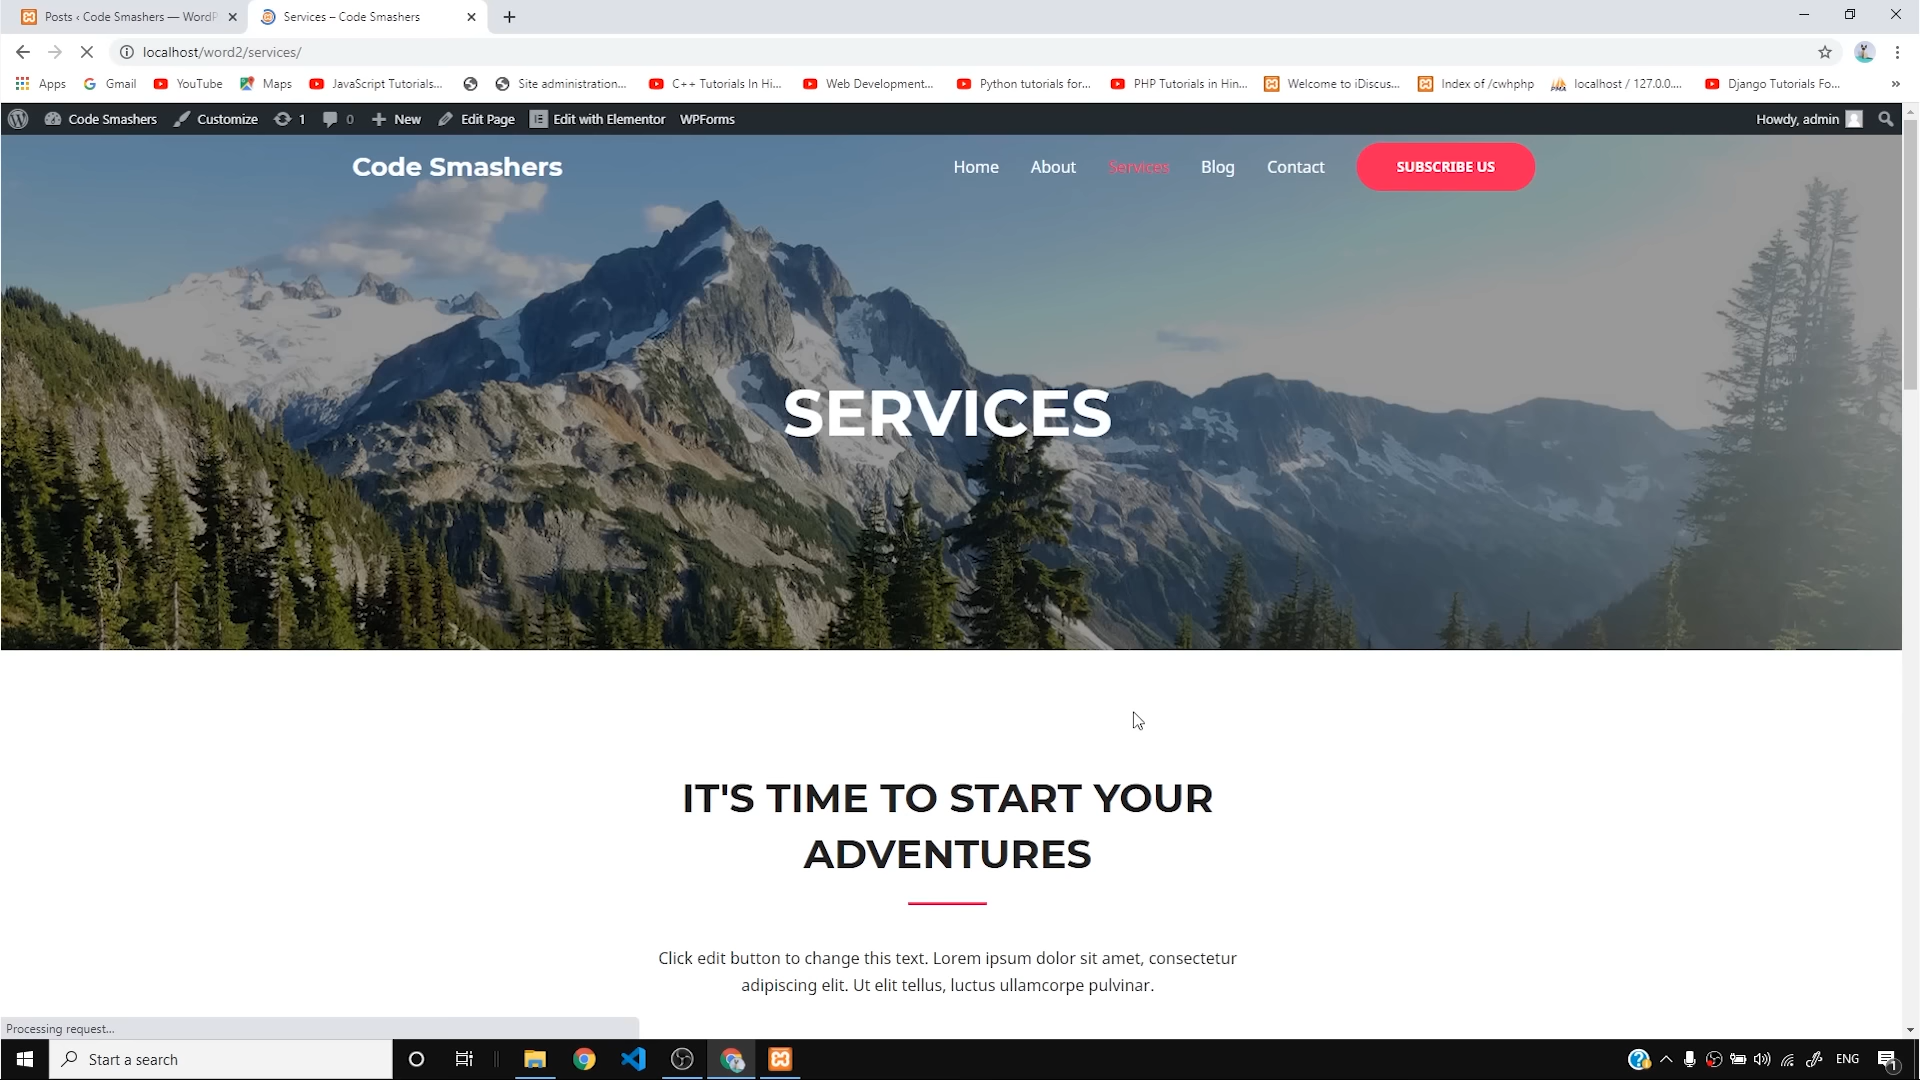 Posts ‹ Code Smashers — WordP
Services – Code Smashers
localhost/word2/services/
Apps
Gmail
YouTube
Maps
JavaScript Tutorials...
Site administration...
C++ Tutorials In Hi...
Web Development...
Python tutorials for...
PHP Tutorials in Hin...
Welcome to iDiscus...
Index of /cwhphp
localhost / 127.0.0....
Django Tutorials Fo...
»
Code Smashers
Customize
1
0
New
Edit Page
Edit with Elementor
WPForms
Howdy, admin
Code Smashers
Home
About
Services
Blog
Contact
SUBSCRIBE US
SERVICES
IT'S TIME TO START YOUR
ADVENTURES
Click edit button to change this text. Lorem ipsum dolor sit amet, consectetur
adipiscing elit. Ut elit tellus, luctus ullamcorpe pulvinar.
Processing request...
Start a search
ENG
1